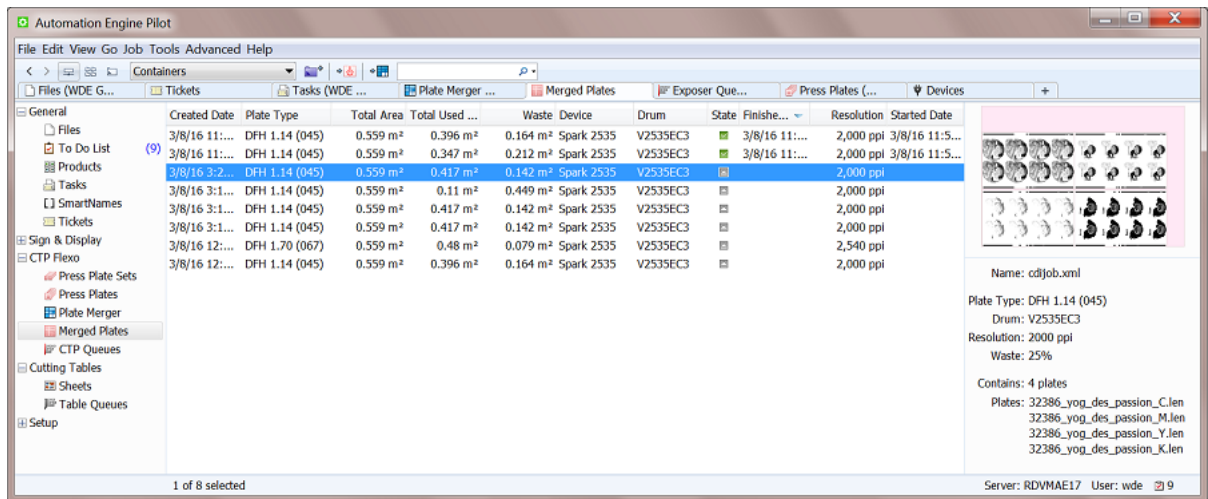 Automation Engine Pilot
File Edit View Go Job Tools Advanced Help
Containers
Files (WDE G... Tickets Tasks (WDE ... Plate Merger ... Merged Plates Exposer Que... Press Plates (... Devices +
General
Files
To Do List (9)
Products
Tasks
SmartNames
Tickets
Sign & Display
CTP Flexo
Press Plate Sets
Press Plates
Plate Merger
Merged Plates
CTP Queues
Cutting Tables
Sheets
Table Queues
Setup
Created Date Plate Type Total Area Total Used ... Waste Device Drum State Finishe... Resolution Started Date
3/8/16 11:... DFH 1.14 (045) 0.559 m² 0.396 m² 0.164 m² Spark 2535 V2535EC3 3/8/16 11:... 2,000 ppi 3/8/16 11:5...
3/8/16 11:... DFH 1.14 (045) 0.559 m² 0.347 m² 0.212 m² Spark 2535 V2535EC3 3/8/16 11:... 2,000 ppi 3/8/16 11:5...
3/8/16 3:2... DFH 1.14 (045) 0.559 m² 0.417 m² 0.142 m² Spark 2535 V2535EC3 2,000 ppi
3/8/16 3:1... DFH 1.14 (045) 0.559 m² 0.11 m² 0.449 m² Spark 2535 V2535EC3 2,000 ppi
3/8/16 3:1... DFH 1.14 (045) 0.559 m² 0.417 m² 0.142 m² Spark 2535 V2535EC3 2,000 ppi
3/8/16 3:1... DFH 1.14 (045) 0.559 m² 0.417 m² 0.142 m² Spark 2535 V2535EC3 2,000 ppi
3/8/16 12:... DFH 1.70 (067) 0.559 m² 0.48 m² 0.079 m² Spark 2535 V2535EC3 2,540 ppi
3/8/16 12:... DFH 1.14 (045) 0.559 m² 0.396 m² 0.164 m² Spark 2535 V2535EC3 2,000 ppi
Name: cdijob.xml
Plate Type: DFH 1.14 (045)
Drum: V2535EC3
Resolution: 2000 ppi
Waste: 25%
Contains: 4 plates
Plates: 32386_yog_des_passion_C.len
32386_yog_des_passion_M.len
32386_yog_des_passion_Y.len
32386_yog_des_passion_K.len
1 of 8 selected
Server: RDVMAE17 User: wde 9